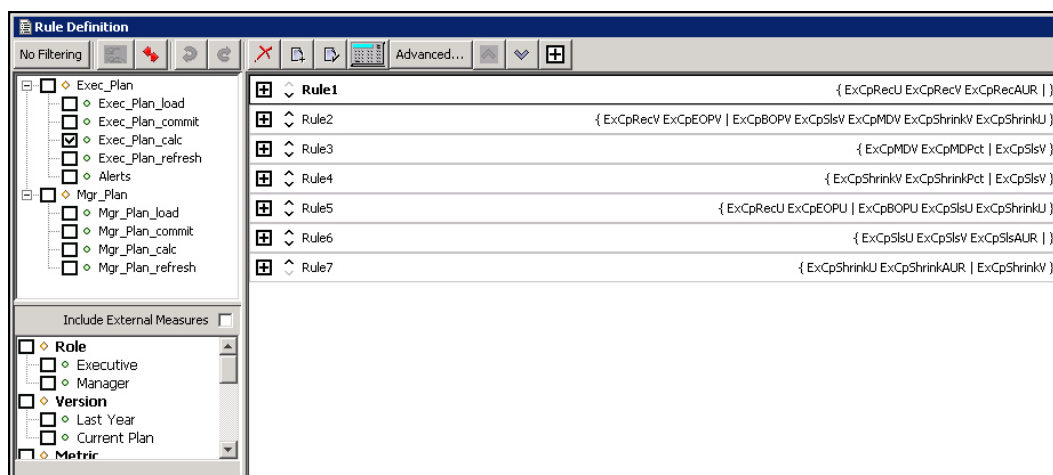 Rule Definition
No Filtering
Advanced...
Exec_Plan
Exec_Plan_load
Exec_Plan_commit
Exec_Plan_calc
Exec_Plan_refresh
Alerts
Mgr_Plan
Mgr_Plan_load
Mgr_Plan_commit
Mgr_Plan_calc
Mgr_Plan_refresh
Include External Measures
Role
Executive
Manager
Version
Last Year
Current Plan
Metric
Rule1 { ExCpRecU ExCpRecV ExCpRecAUR | }
Rule2 { ExCpRecV ExCpEOPV | ExCpBOPV ExCpSlsV ExCpMDV ExCpShrinkV ExCpShrinkU }
Rule3 { ExCpMDV ExCpMDPct | ExCpSlsV }
Rule4 { ExCpShrinkV ExCpShrinkPct | ExCpSlsV }
Rule5 { ExCpRecU ExCpEOPU | ExCpBOPU ExCpSlsU ExCpShrinkU }
Rule6 { ExCpSlsU ExCpSlsV ExCpSlsAUR | }
Rule7 { ExCpShrinkU ExCpShrinkAUR | ExCpShrinkV }